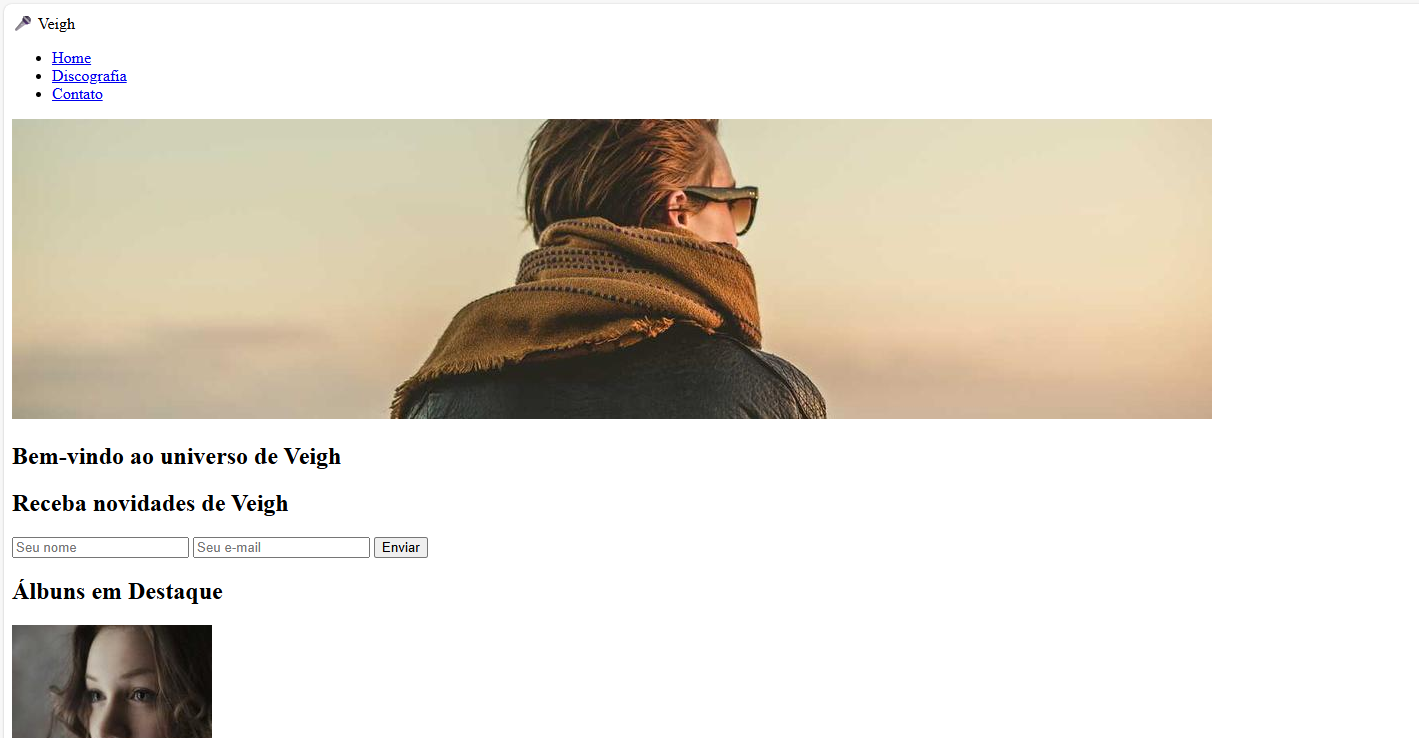 🎤 Veigh
Home
Discografia
Contato
Bem-vindo ao universo de Veigh
Receba novidades de Veigh
Seu nome Seu e-mail Enviar
Álbuns em Destaque